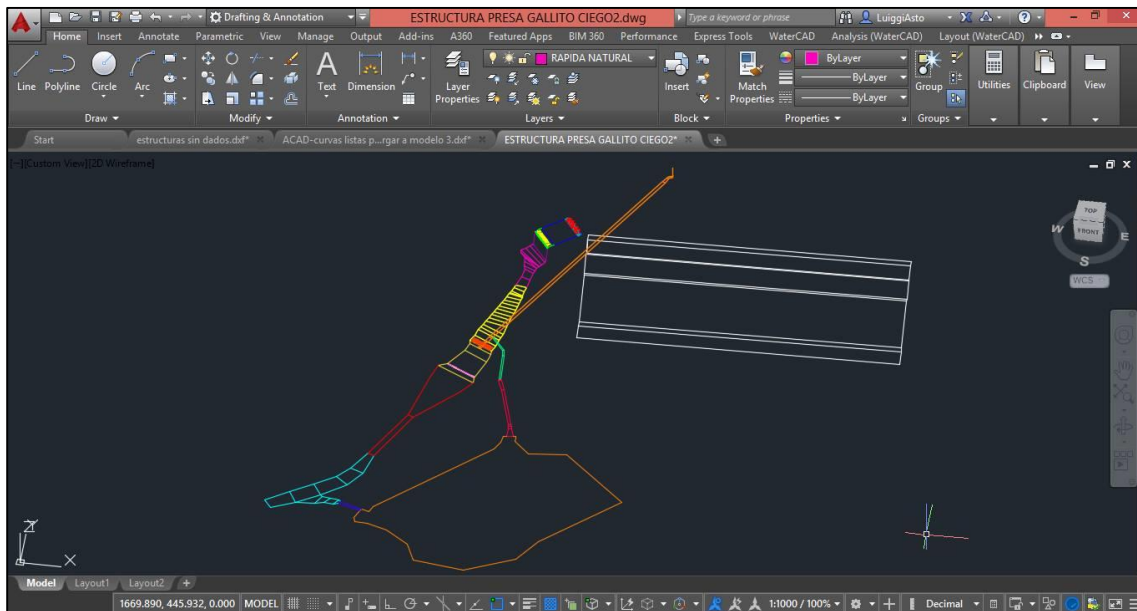 Drafting & Annotation ESTRUCTURA PRESA GALLITO CIEGO2.dwg Type a keyword or phrase LuiggiAsto
Home Insert Annotate Parametric View Manage Output Add-ins A360 Featured Apps BIM 360 Performance Express Tools WaterCAD Analysis (WaterCAD) Layout (WaterCAD)
RAPIDA NATURAL ByLayer
ByLayer
ByLayer
Line Polyline Circle Arc Text Dimension Layer Properties Insert Match Properties Group Utilities Clipboard View
Draw Modify Annotation Layers Block Properties Groups
Start estructuras sin dados.dxf* ACAD-curvas listas p...rgar a modelo 3.dxf* ESTRUCTURA PRESA GALLITO CIEGO2* +
[-][Custom View][2D Wireframe]
TOP
W FRONT E
S
WCS
Z
X
Model Layout1 Layout2 +
1669.890, 445.932, 0.000 MODEL 1:1000 / 100% Decimal